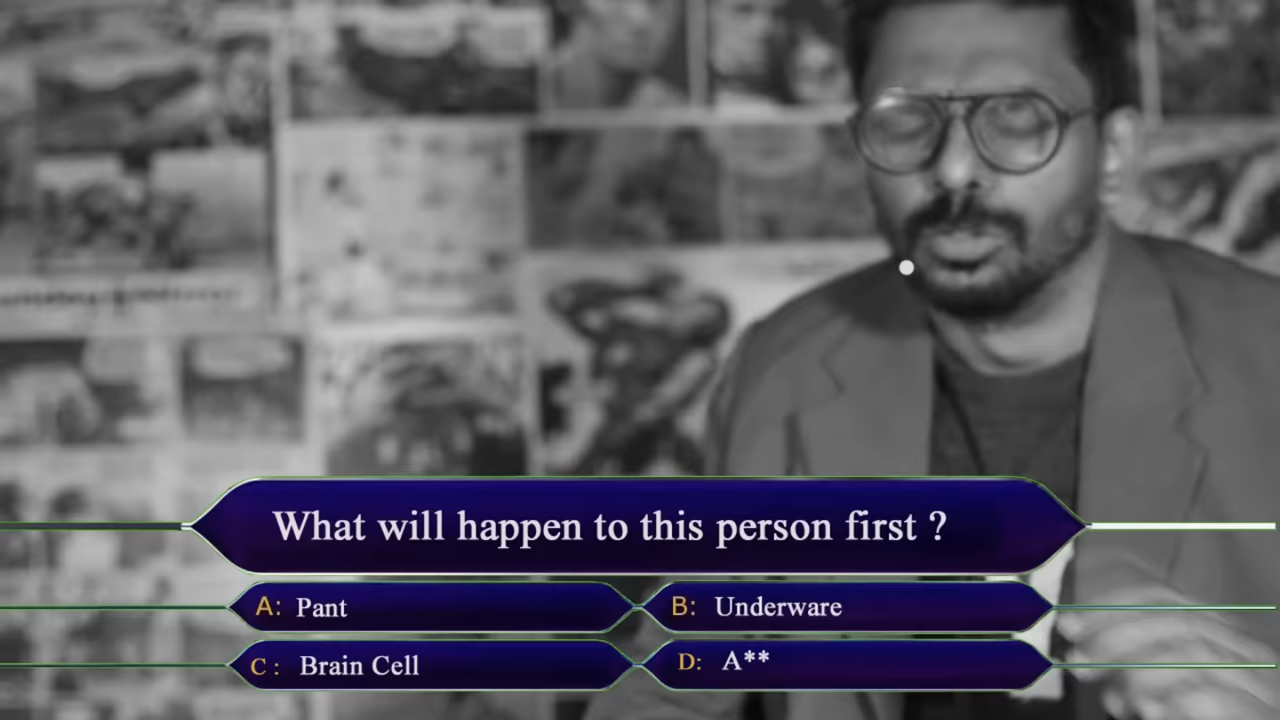 What will happen to this person first ?
A: Pant
B: Underware
C : Brain Cell
D: A**